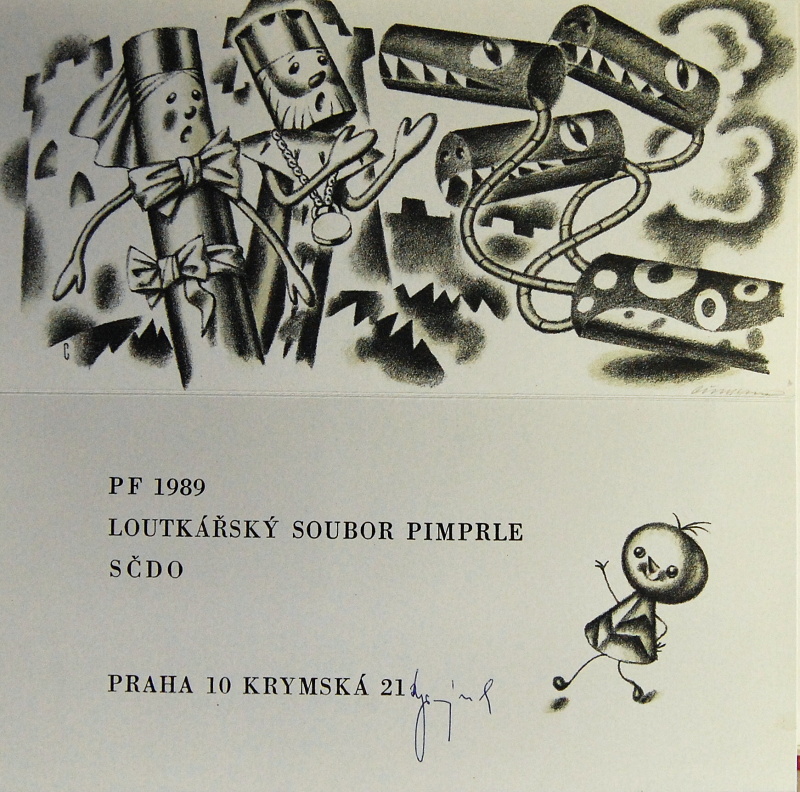 PF 1989
LOUTKÁŘSKÝ SOUBOR PIMPRLE
SČDO
PRAHA 10 KRYMSKÁ 21